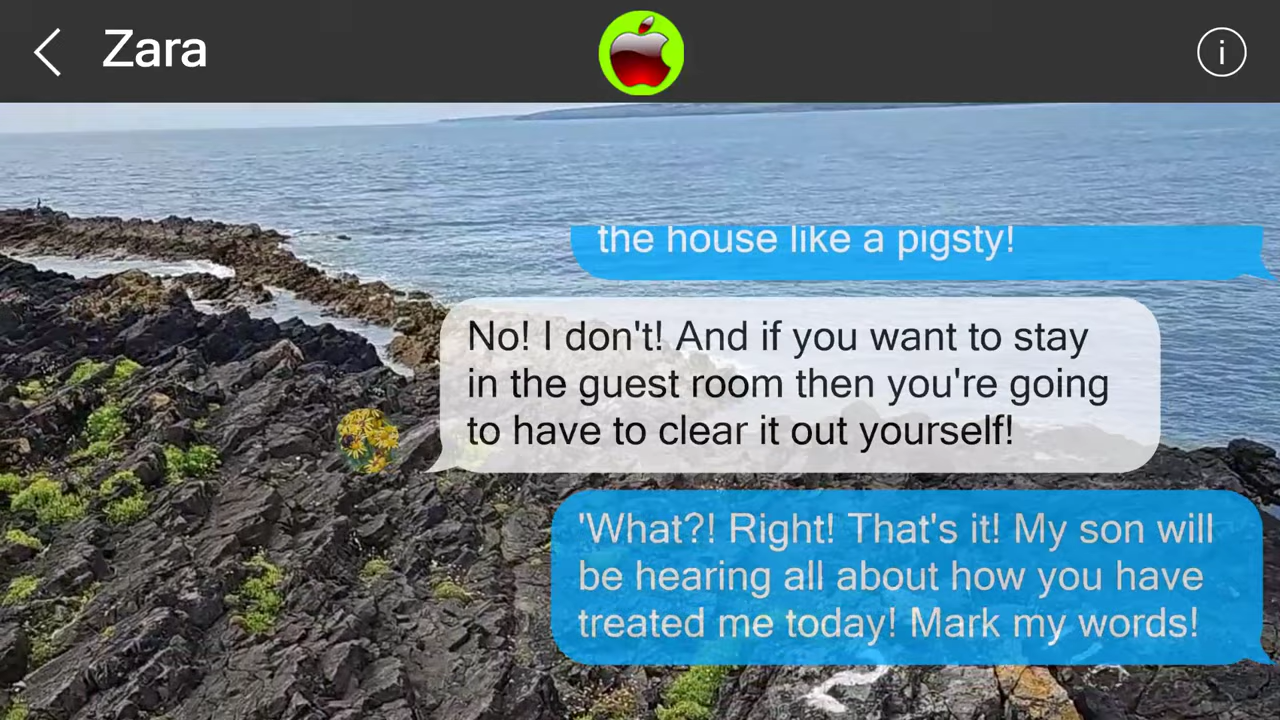 Zara
i
the house like a pigsty!
No! I don't! And if you want to stay
in the guest room then you're going
to have to clear it out yourself!
'What?! Right! That's it! My son will
be hearing all about how you have
treated me today! Mark my words!